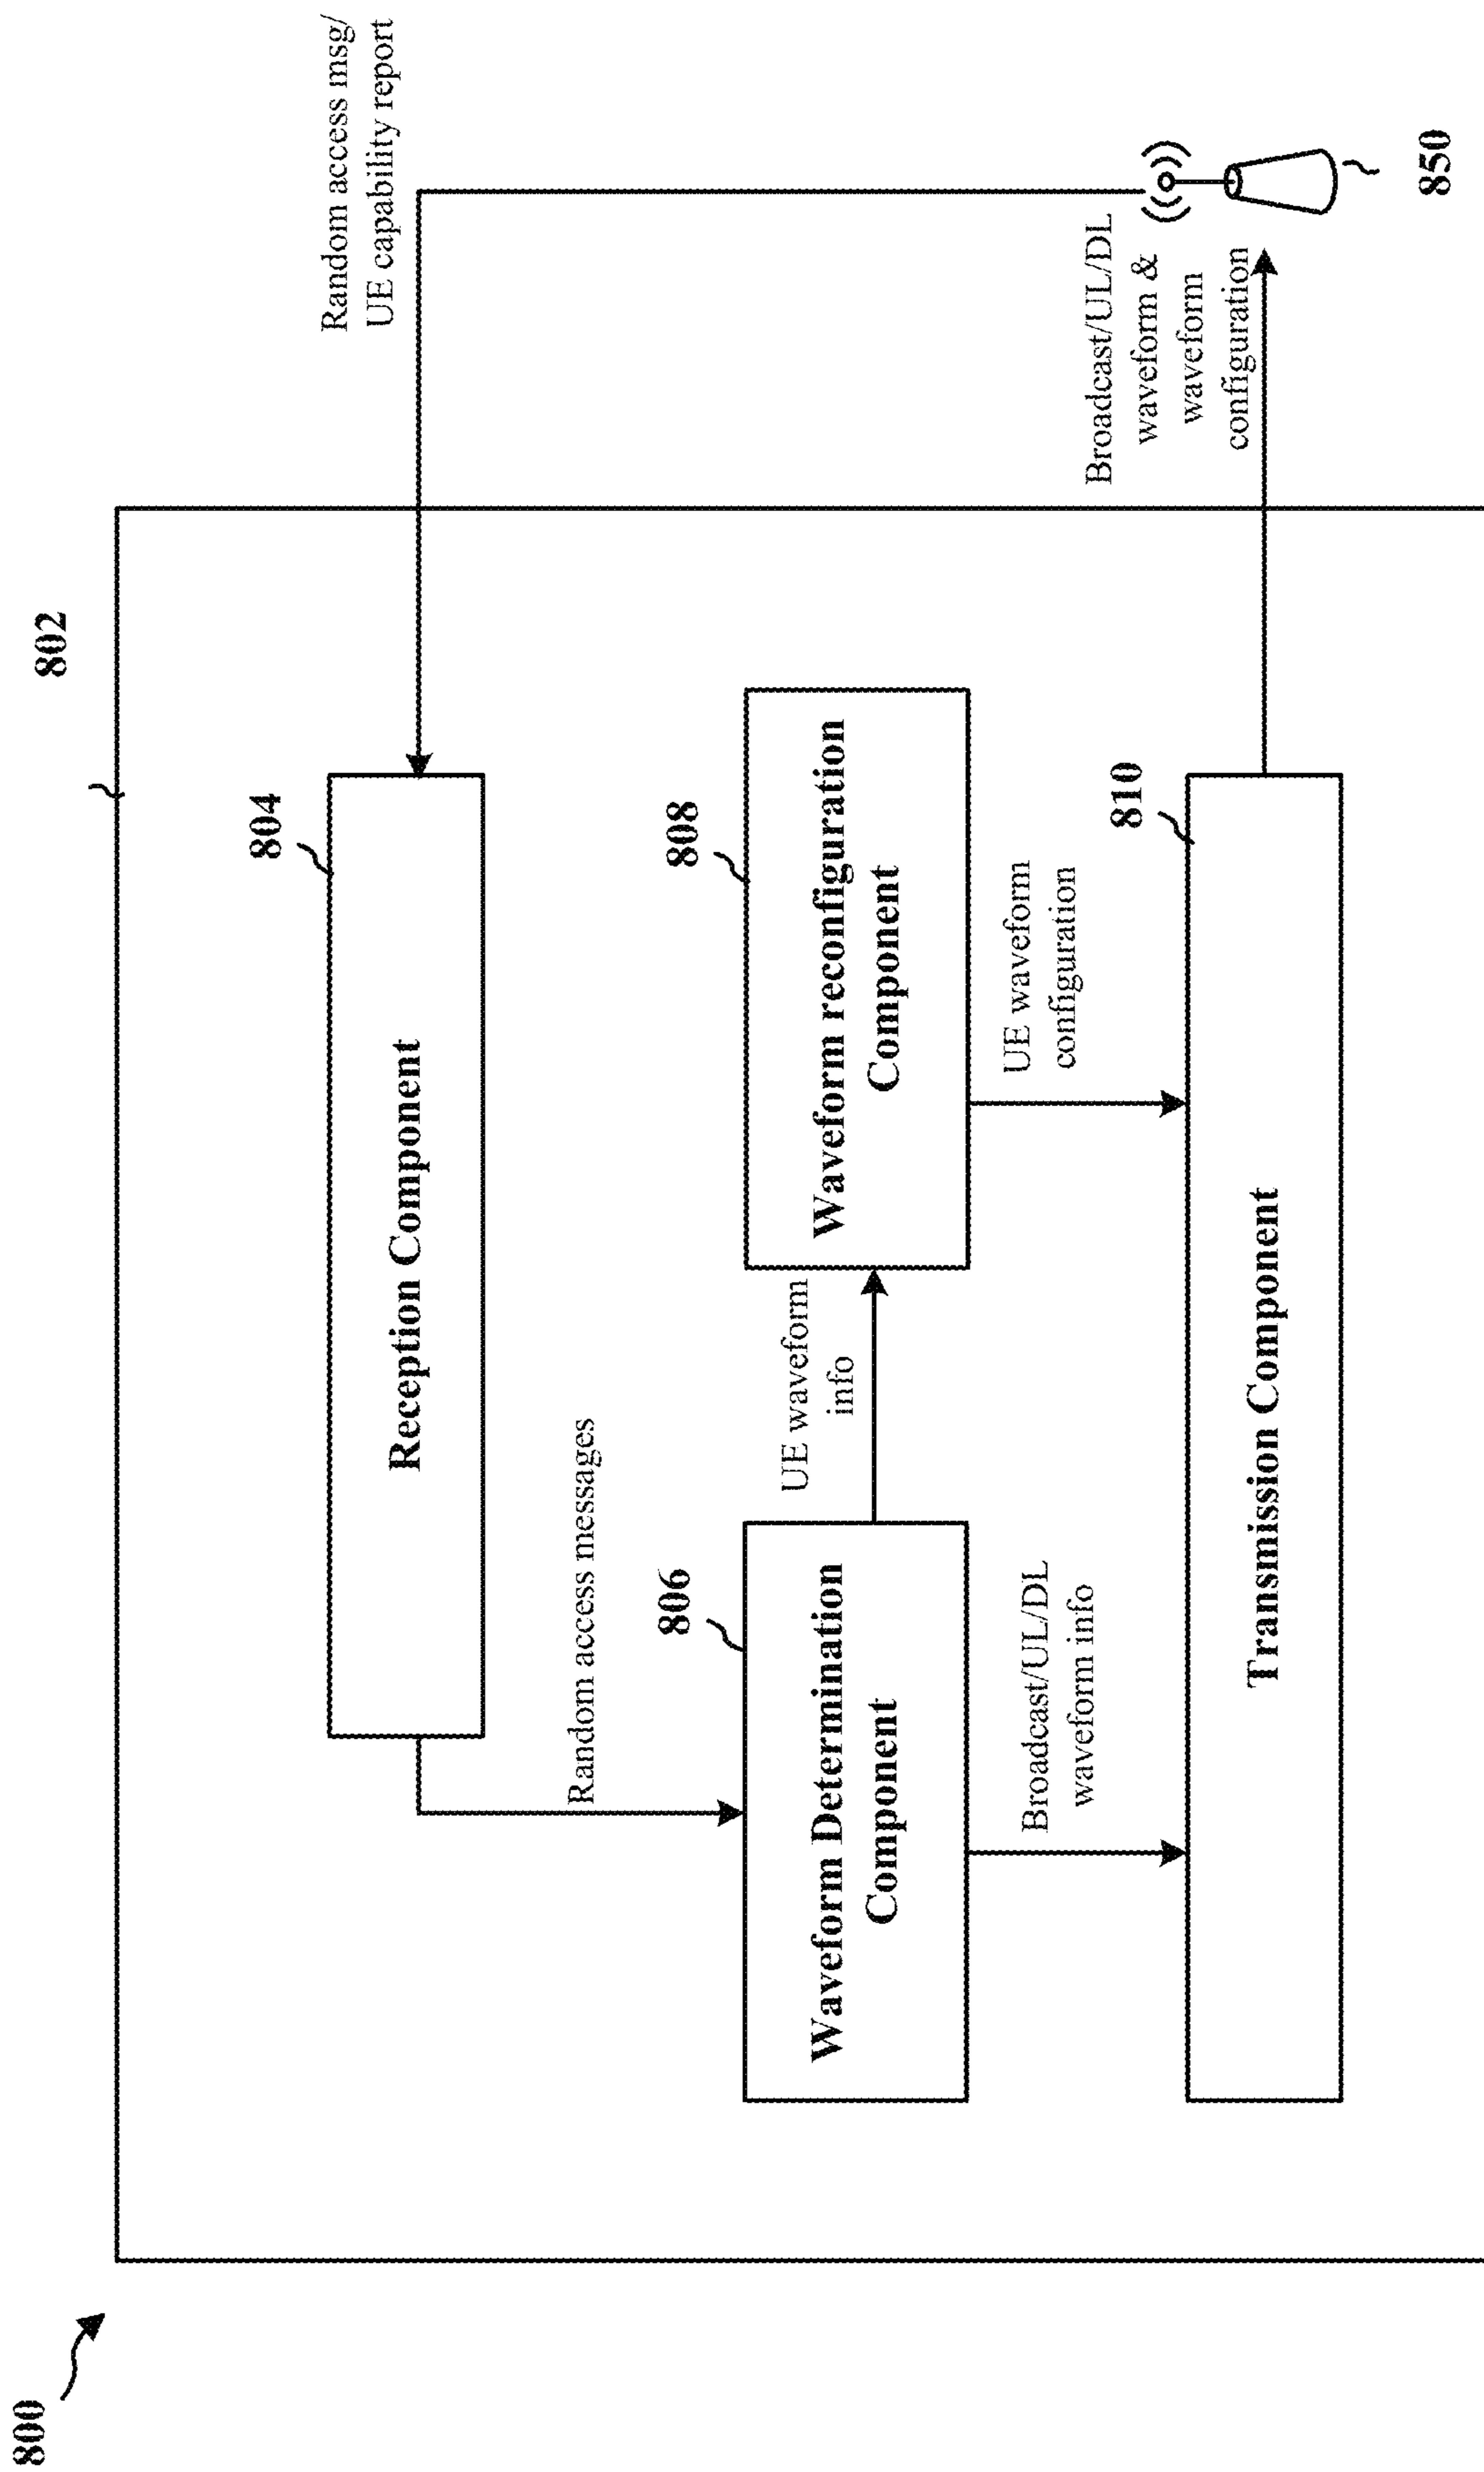 800
802
Random access msg/
UE capability report
804
Reception Component
Random access messages
806
808
Waveform Determination
Component
UE waveform
info
Waveform reconfiguration
Component
Broadcast/UL/DL
waveform info
UE waveform
configuration
810
Transmission Component
Broadcast/UL/DL
waveform &
waveform
configuration
850